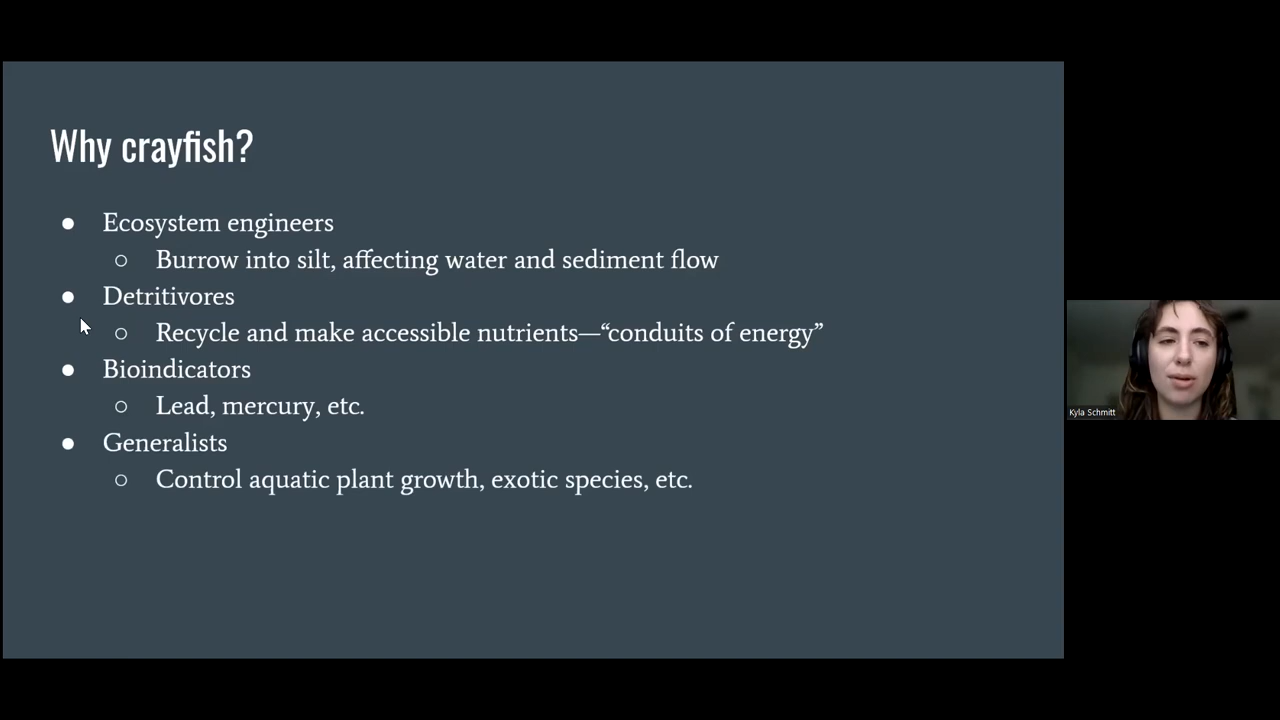 Why crayfish?
● Ecosystem engineers
○ Burrow into silt, affecting water and sediment flow
● Detritivores
○ Recycle and make accessible nutrients—“conduits of energy”
● Bioindicators
○ Lead, mercury, etc.
● Generalists
○ Control aquatic plant growth, exotic species, etc.
Kyla Schmitt